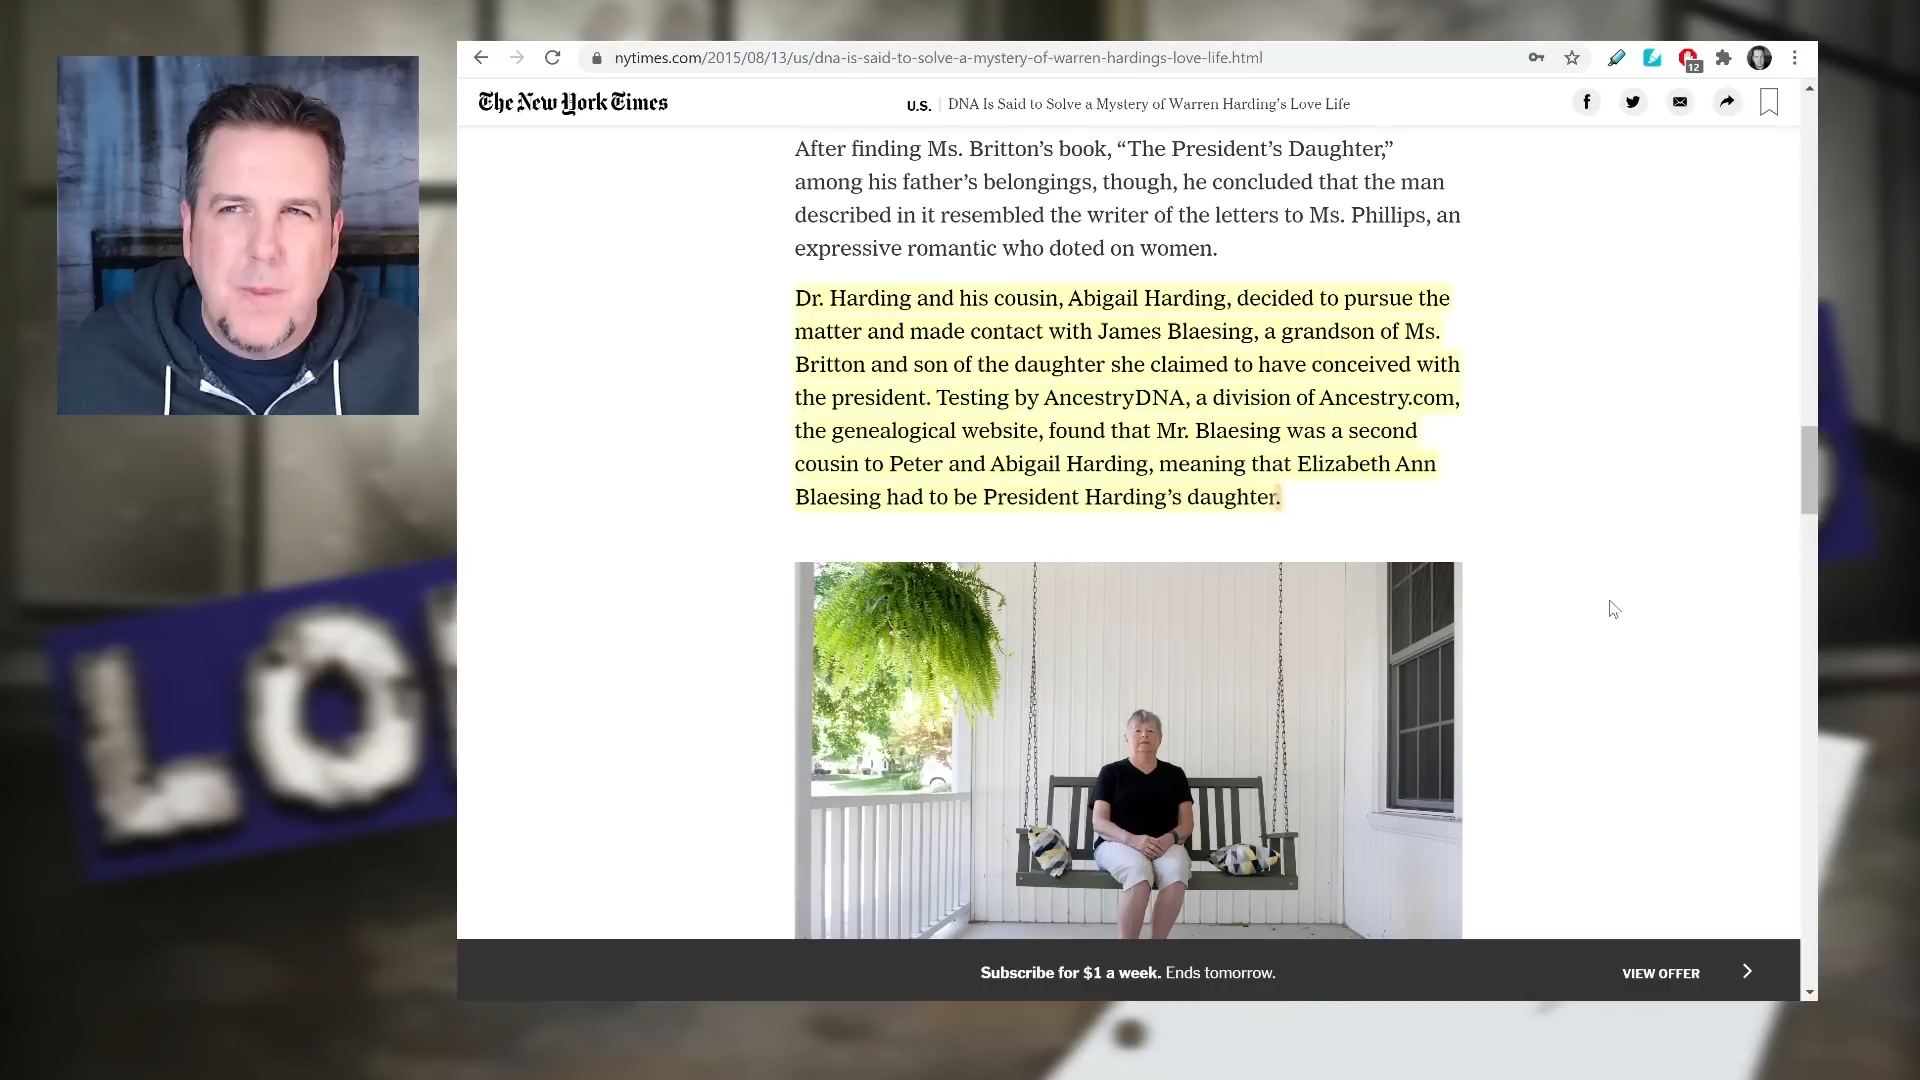 nytimes.com/2015/08/13/us/dna-is-said-to-solve-a-mystery-of-warren-hardings-love-life.html
12
The New York Times
U.S. | DNA Is Said to Solve a Mystery of Warren Harding’s Love Life
After finding Ms. Britton’s book, “The President’s Daughter,”
among his father’s belongings, though, he concluded that the man
described in it resembled the writer of the letters to Ms. Phillips, an
expressive romantic who doted on women.
Dr. Harding and his cousin, Abigail Harding, decided to pursue the
matter and made contact with James Blaesing, a grandson of Ms.
Britton and son of the daughter she claimed to have conceived with
the president. Testing by AncestryDNA, a division of Ancestry.com,
the genealogical website, found that Mr. Blaesing was a second
cousin to Peter and Abigail Harding, meaning that Elizabeth Ann
Blaesing had to be President Harding’s daughter.
Subscribe for $1 a week. Ends tomorrow.
VIEW OFFER